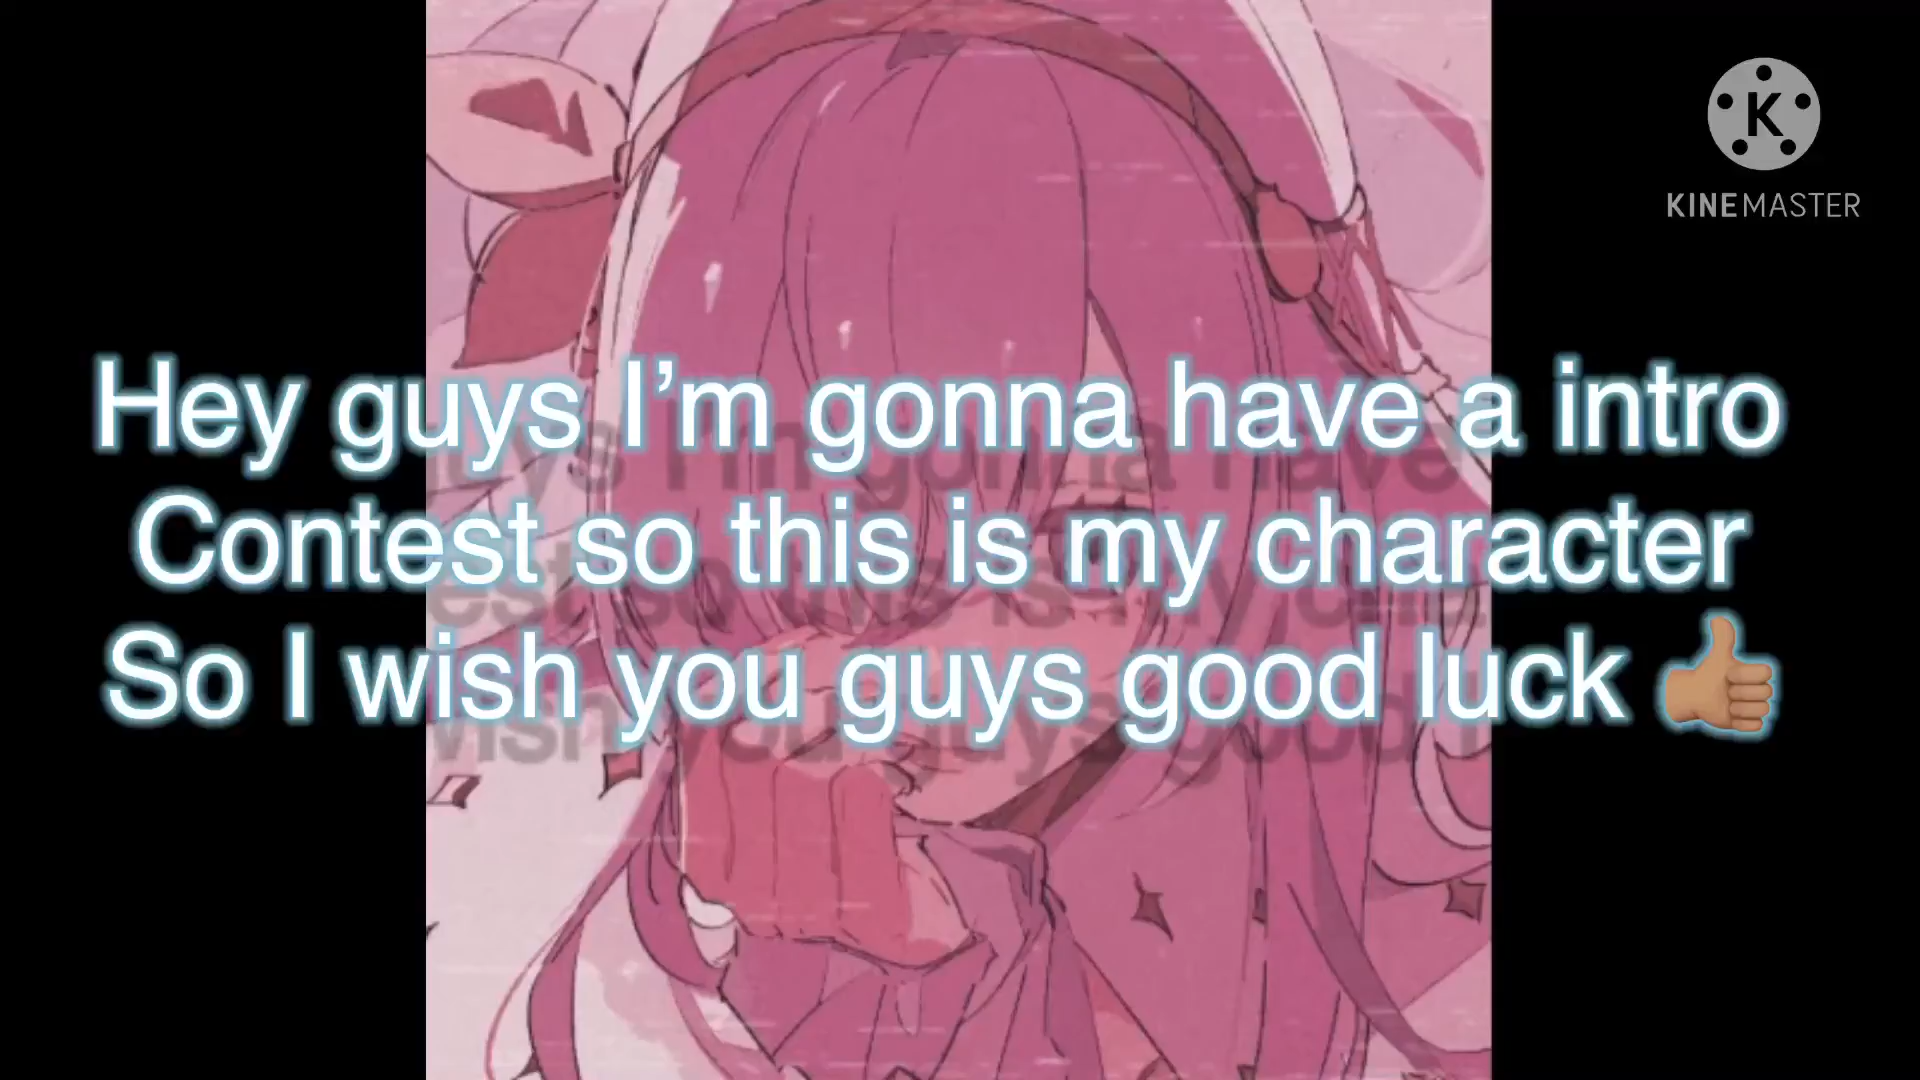 K
KINEMASTER
Hey guys I’m gonna have a intro
Contest so this is my character
So I wish you guys good luck 👍🏽